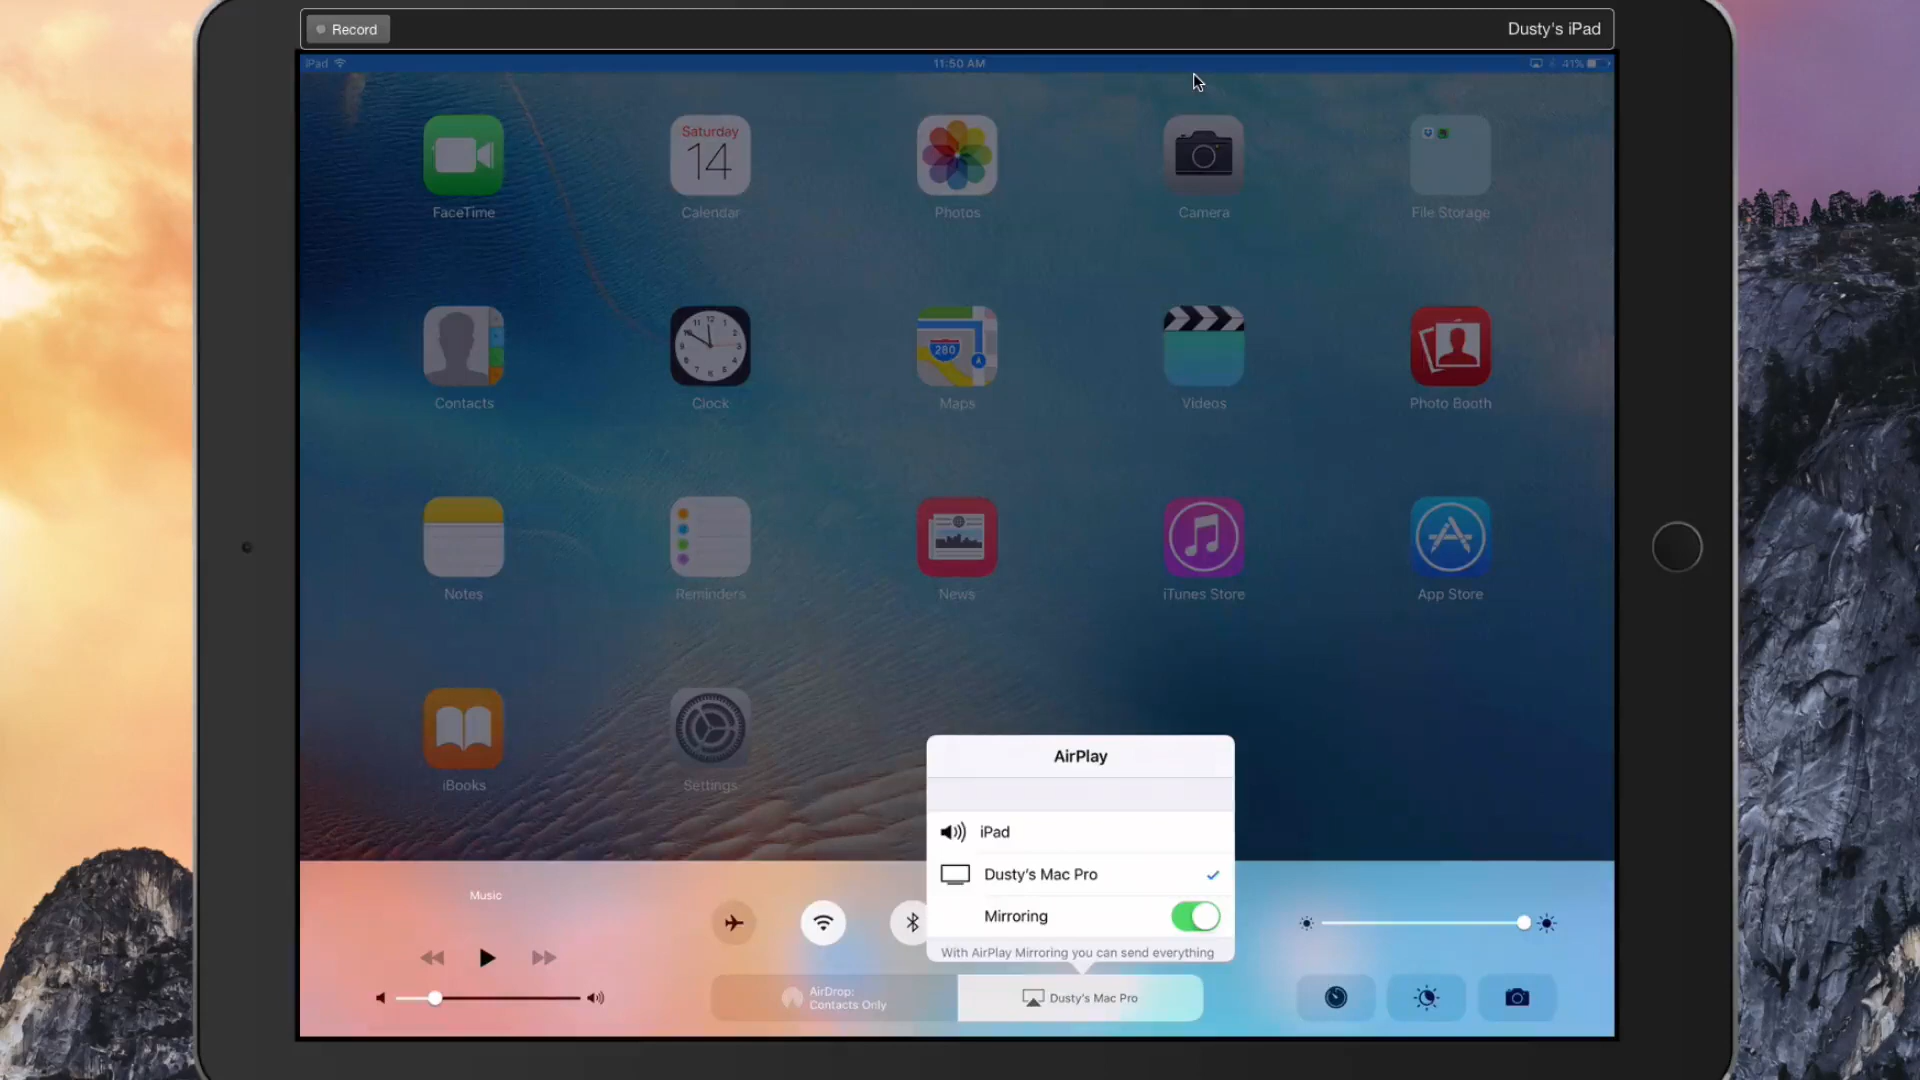 Record
Dusty's iPad
iPad
11:50 AM
41%
Saturday
14
FaceTime
Calendar
Photos
Camera
File Storage
280
Contacts
Clock
Maps
Videos
Photo Booth
Notes
Reminders
News
iTunes Store
App Store
iBooks
Settings
AirPlay
iPad
Dusty's Mac Pro
Mirroring
With AirPlay Mirroring you can send everything
Music
AirDrop:
Contacts Only
Dusty's Mac Pro